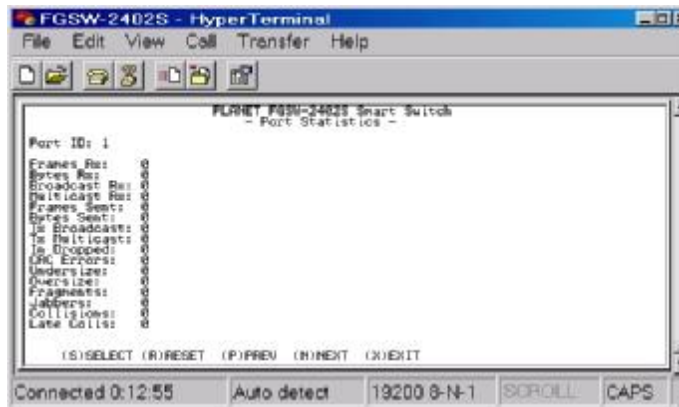 FGSW-2402S - HyperTerminal
File Edit View Call Transfer Help
PLANET FGSW-2402S Smart Switch
- Port Statistics -
Port ID: 1
Frames Rx: 0
Bytes Rx: 0
Broadcast Rx: 0
Multicast Rx: 0
Frames Sent: 0
Bytes Sent: 0
Tx Broadcast: 0
Tx Multicast: 0
Tx Dropped: 0
CRC Errors: 0
Undersize: 0
Oversize: 0
Fragments: 0
Jabbers: 0
Collisions: 0
Late Colls: 0
(S)SELECT (R)RESET (P)PREV (N)NEXT (X)EXIT
Connected 0:12:55 Auto detect 19200 8-N-1 SCROLL CAPS